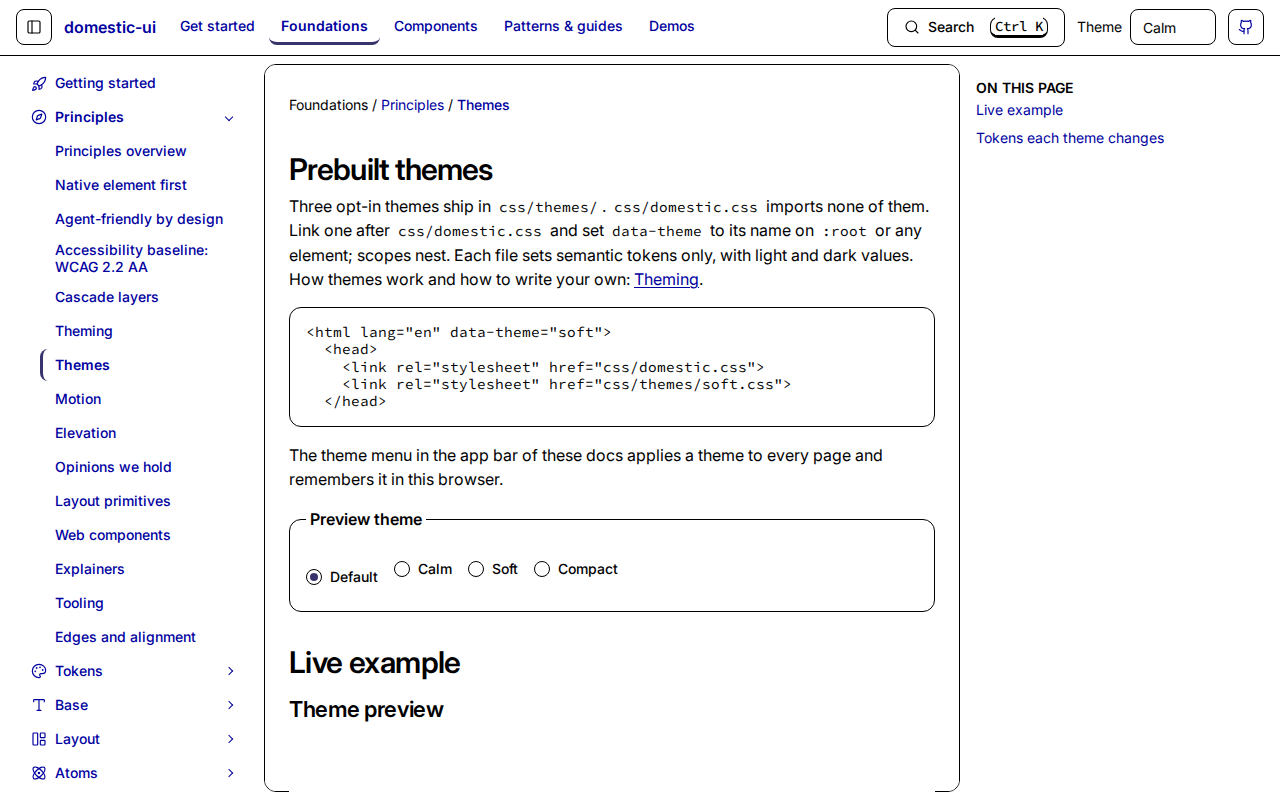 domestic-ui Get started Foundations Components Patterns & guides Demos Search Ctrl K Theme Calm
Getting started
Principles
Principles overview
Native element first
Agent-friendly by design
Accessibility baseline:
WCAG 2.2 AA
Cascade layers
Theming
Themes
Motion
Elevation
Opinions we hold
Layout primitives
Web components
Explainers
Tooling
Edges and alignment
Tokens
Base
Layout
Atoms
Foundations / Principles / Themes
Prebuilt themes
Three opt-in themes ship in css/themes/. css/domestic.css imports none of them.
Link one after css/domestic.css and set data-theme to its name on :root or any
element; scopes nest. Each file sets semantic tokens only, with light and dark values.
How themes work and how to write your own: Theming.
<html lang="en" data-theme="soft">
  <head>
    <link rel="stylesheet" href="css/domestic.css">
    <link rel="stylesheet" href="css/themes/soft.css">
  </head>
The theme menu in the app bar of these docs applies a theme to every page and
remembers it in this browser.
Preview theme
Default Calm Soft Compact
Live example
Theme preview
ON THIS PAGE
Live example
Tokens each theme changes